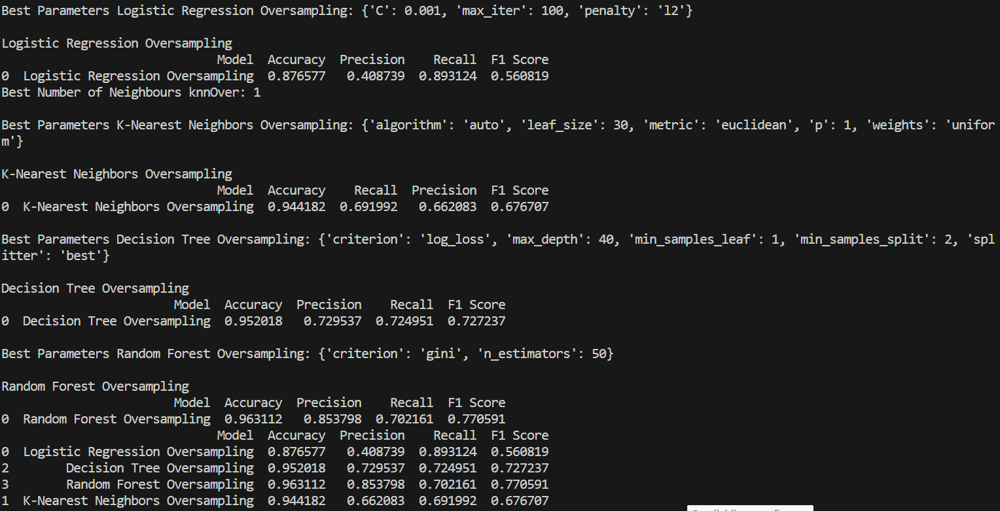 Best Parameters Logistic Regression Oversampling: {'C': 0.001, 'max_iter': 100, 'penalty': 'l2'}
Logistic Regression Oversampling
Model Accuracy Precision Recall F1 Score
0 Logistic Regression Oversampling 0.876577 0.408739 0.893124 0.560819
Best Number of Neighbours knnOver: 1
Best Parameters K-Nearest Neighbors Oversampling: {'algorithm': 'auto', 'leaf_size': 30, 'metric': 'euclidean', 'p': 1, 'weights': 'unifor
m'}
K-Nearest Neighbors Oversampling
Model Accuracy Recall Precision F1 Score
0 K-Nearest Neighbors Oversampling 0.944182 0.691992 0.662083 0.676707
Best Parameters Decision Tree Oversampling: {'criterion': 'log_loss', 'max_depth': 40, 'min_samples_leaf': 1, 'min_samples_split': 2, 'spl
itter': 'best'}
Decision Tree Oversampling
Model Accuracy Precision Recall F1 Score
0 Decision Tree Oversampling 0.952018 0.729537 0.724951 0.727237
Best Parameters Random Forest Oversampling: {'criterion': 'gini', 'n_estimators': 50}
Random Forest Oversampling
Model Accuracy Precision Recall F1 Score
0 Random Forest Oversampling 0.963112 0.853798 0.702161 0.770591
Model Accuracy Precision Recall F1 Score
0 Logistic Regression Oversampling 0.876577 0.408739 0.893124 0.560819
2 Decision Tree Oversampling 0.952018 0.729537 0.724951 0.727237
3 Random Forest Oversampling 0.963112 0.853798 0.702161 0.770591
1 K-Nearest Neighbors Oversampling 0.944182 0.662083 0.691992 0.676707